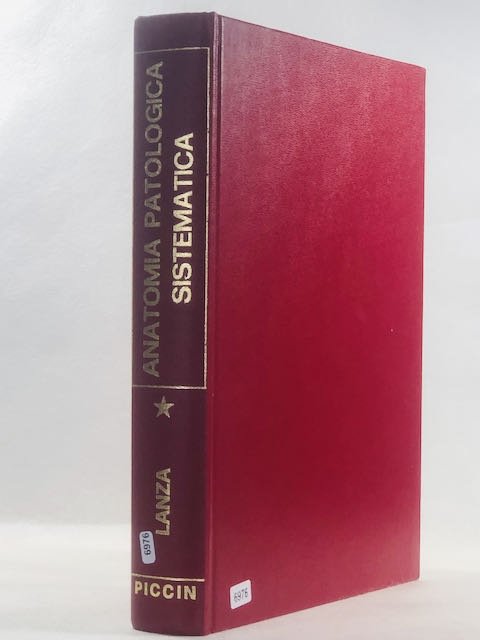 ANATOMIA PATOLOGICA
SISTEMATICA
LANZA
6976
PICCIN
6976